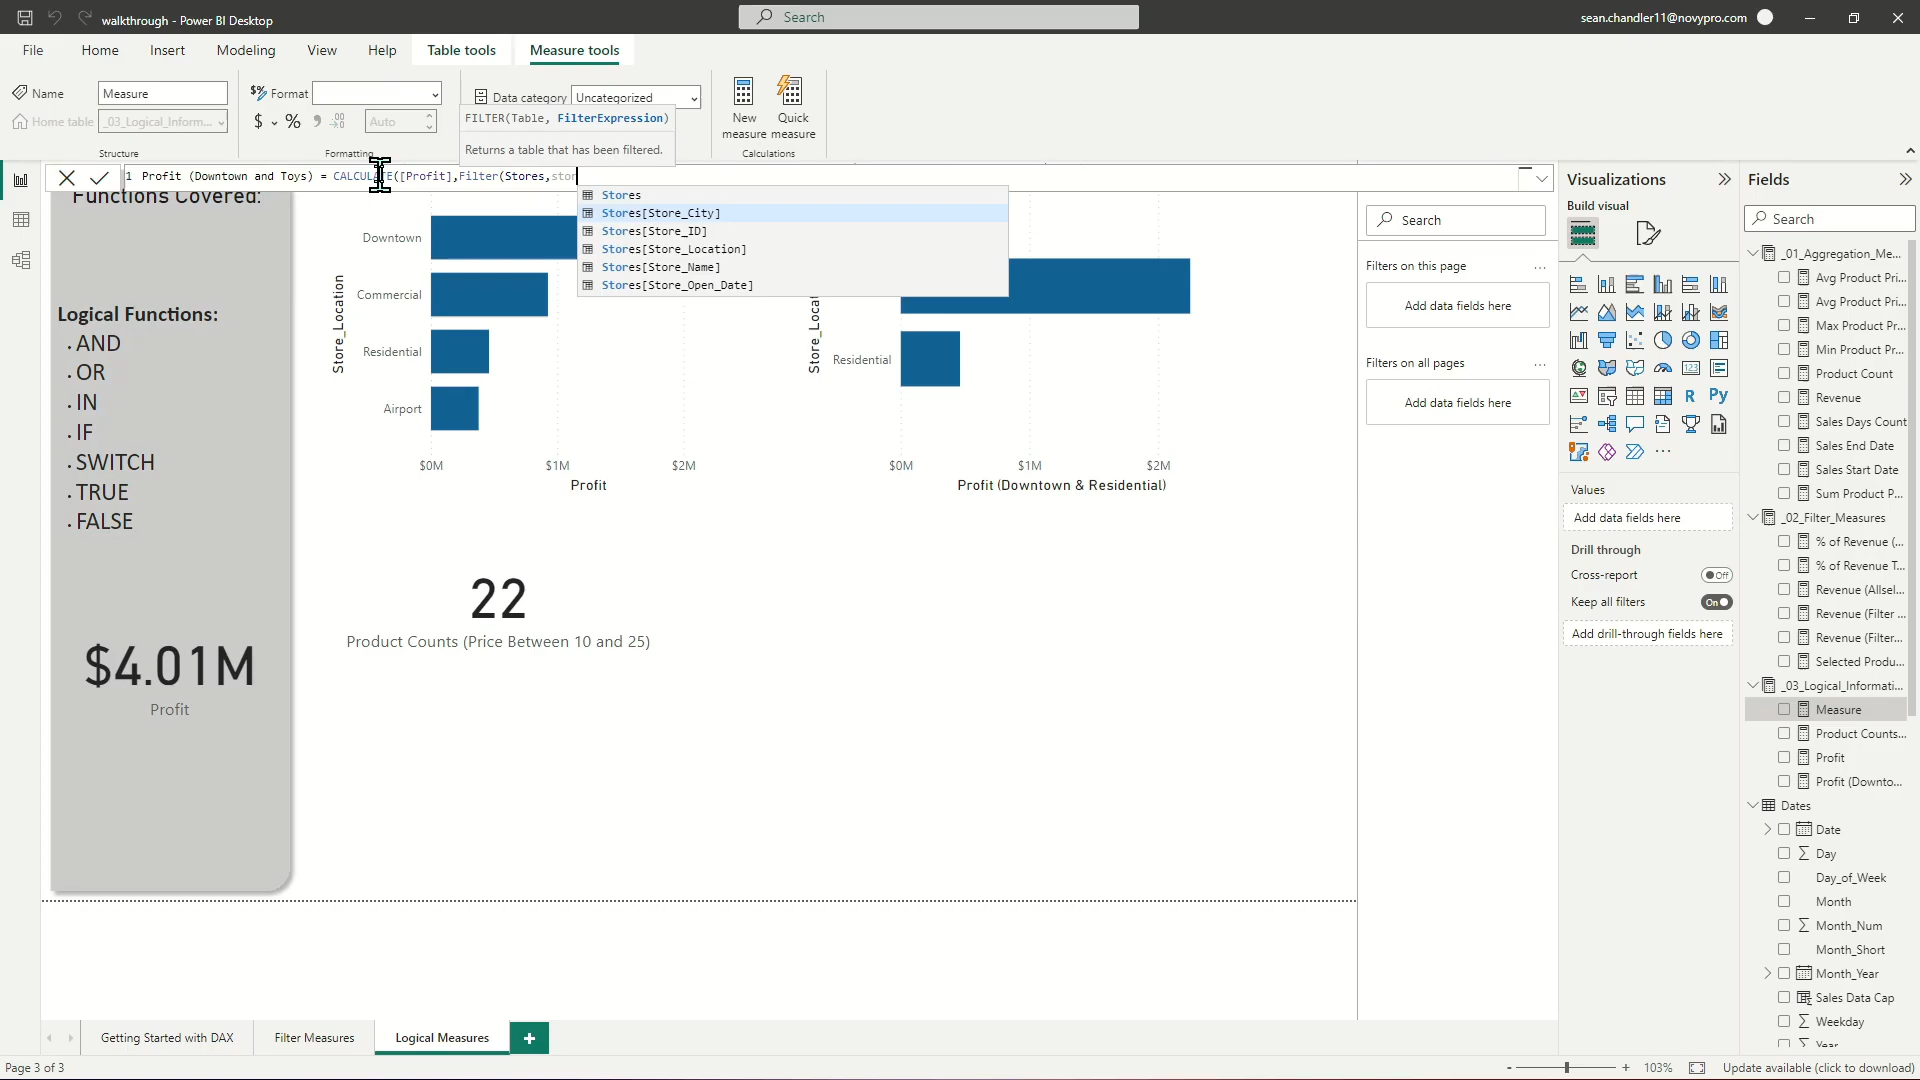 walkthrough - Power BI Desktop
Search
sean.chandler11@novypro.com
File
Home
Insert
Modeling
View
Help
Table tools
Measure tools
Name
Measure
Home table
_03_Logical_Inform...
Structure
Format
$
%
Auto
Formatting
Data category
Uncategorized
FILTER(Table, FilterExpression)
Returns a table that has been filtered.
New
measure
Quick
measure
Calculations
1 Profit (Downtown and Toys) = CALCULATE([Profit],Filter(Stores,stor
Stores
Stores[Store_City]
Stores[Store_ID]
Stores[Store_Location]
Stores[Store_Name]
Stores[Store_Open_Date]
Functions Covered:
Logical Functions:
. AND
. OR
. IN
. IF
. SWITCH
. TRUE
. FALSE
$4.01M
Profit
Store_Location
Downtown
Commercial
Residential
Airport
$0M
$1M
$2M
Profit
Residential
$0M
$1M
$2M
Profit (Downtown & Residential)
22
Product Counts (Price Between 10 and 25)
Search
Filters on this page
...
Add data fields here
Filters on all pages
...
Add data fields here
Visualizations
Build visual
123
R
Py
...
Values
Add data fields here
Drill through
Cross-report
Off
Keep all filters
On
Add drill-through fields here
Fields
Search
_01_Aggregation_Me...
Avg Product Pri...
Avg Product Pri...
Max Product Pr...
Min Product Pr...
Product Count
Revenue
Sales Days Count
Sales End Date
Sales Start Date
Sum Product P...
_02_Filter_Measures
% of Revenue (...
% of Revenue T...
Revenue (Allsel...
Revenue (Filter ...
Revenue (Filter...
Selected Produ...
_03_Logical_Informati...
Measure
Product Counts...
Profit
Profit (Downto...
Dates
Date
Day
Day_of_Week
Month
Month_Num
Month_Short
Month_Year
Sales Data Cap
Weekday
Year
Getting Started with DAX
Filter Measures
Logical Measures
+
Page 3 of 3
- + 103%
Update available (click to download)